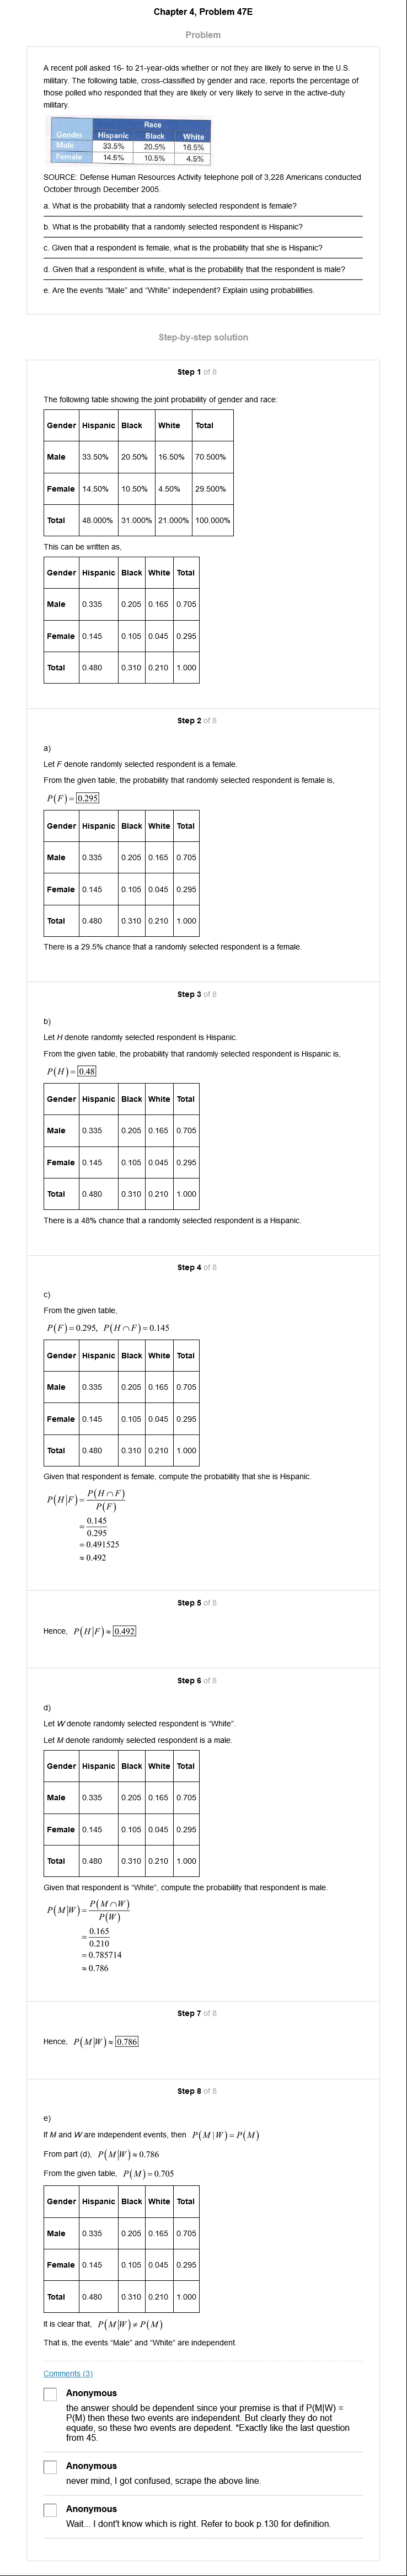 Chapter 4, Problem 47E
Problem
A recent poll asked 16- to 21-year-olds whether or not they are likely to serve in the U.S.
military. The following table, cross-classified by gender and race, reports the percentage of
those polled who responded that they are likely or very likely to serve in the active-duty
military.
Race
Gender Hispanic Black White
Male 33.5% 20.5% 16.5%
Female 14.5% 10.5% 4.5%
SOURCE: Defense Human Resources Activity telephone poll of 3,228 Americans conducted
October through December 2005.
a. What is the probability that a randomly selected respondent is female?
b. What is the probability that a randomly selected respondent is Hispanic?
c. Given that a respondent is female, what is the probability that she is Hispanic?
d. Given that a respondent is white, what is the probability that the respondent is male?
e. Are the events “Male” and “White” independent? Explain using probabilities.
Step-by-step solution
Step 1 of 8
The following table showing the joint probability of gender and race:
Gender Hispanic Black White Total
Male 33.50% 20.50% 16.50% 70.500%
Female 14.50% 10.50% 4.50% 29.500%
Total 48.000% 31.000% 21.000% 100.000%
This can be written as,
Gender Hispanic Black White Total
Male 0.335 0.205 0.165 0.705
Female 0.145 0.105 0.045 0.295
Total 0.480 0.310 0.210 1.000
Step 2 of 8
a)
Let F denote randomly selected respondent is a female.
From the given table, the probability that randomly selected respondent is female is,
P(F)=0.295
Gender Hispanic Black White Total
Male 0.335 0.205 0.165 0.705
Female 0.145 0.105 0.045 0.295
Total 0.480 0.310 0.210 1.000
There is a 29.5% chance that a randomly selected respondent is a female.
Step 3 of 8
b)
Let H denote randomly selected respondent is Hispanic.
From the given table, the probability that randomly selected respondent is Hispanic is,
P(H)=0.48
Gender Hispanic Black White Total
Male 0.335 0.205 0.165 0.705
Female 0.145 0.105 0.045 0.295
Total 0.480 0.310 0.210 1.000
There is a 48% chance that a randomly selected respondent is a Hispanic.
Step 4 of 8
c)
From the given table,
P(F)=0.295, P(H∩F)=0.145
Gender Hispanic Black White Total
Male 0.335 0.205 0.165 0.705
Female 0.145 0.105 0.045 0.295
Total 0.480 0.310 0.210 1.000
Given that respondent is female, compute the probability that she is Hispanic.
P(H|F)=P(H∩F)/P(F)
=0.145/0.295
=0.491525
≈0.492
Step 5 of 8
Hence, P(H|F)≈0.492
Step 6 of 8
d)
Let W denote randomly selected respondent is “White”.
Let M denote randomly selected respondent is a male.
Gender Hispanic Black White Total
Male 0.335 0.205 0.165 0.705
Female 0.145 0.105 0.045 0.295
Total 0.480 0.310 0.210 1.000
Given that respondent is “White”, compute the probability that respondent is male.
P(M|W)=P(M∩W)/P(W)
=0.165/0.210
=0.785714
≈0.786
Step 7 of 8
Hence, P(M|W)≈0.786
Step 8 of 8
e)
If M and W are independent events, then P(M|W)=P(M)
From part (d), P(M|W)≈0.786
From the given table, P(M)=0.705
Gender Hispanic Black White Total
Male 0.335 0.205 0.165 0.705
Female 0.145 0.105 0.045 0.295
Total 0.480 0.310 0.210 1.000
It is clear that, P(M|W)≠P(M)
That is, the events “Male” and “White” are independent.
Comments (3)
Anonymous
the answer should be dependent since your premise is that if P(M|W) =
P(M) then these two events are independent. But clearly they do not
equate, so these two events are depedent. *Exactly like the last question
from 45.
Anonymous
never mind, I got confused, scrape the above line.
Anonymous
Wait... I dont't know which is right. Refer to book p.130 for definition.